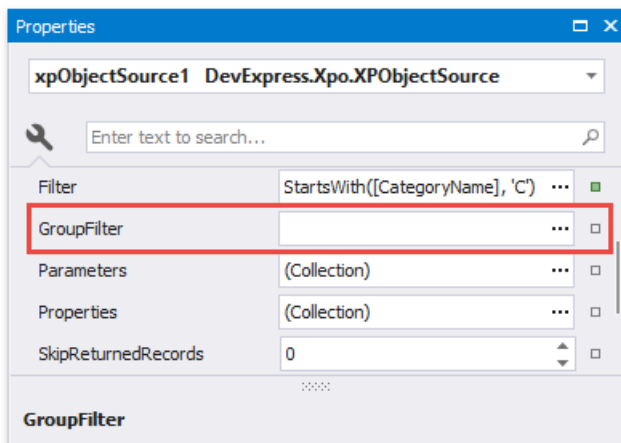 Properties
xpObjectSource1 DevExpress.Xpo.XPObjectSource
Enter text to search...
Filter StartsWith([CategoryName], 'C') ...
GroupFilter ...
Parameters (Collection) ...
Properties (Collection) ...
SkipReturnedRecords 0
GroupFilter